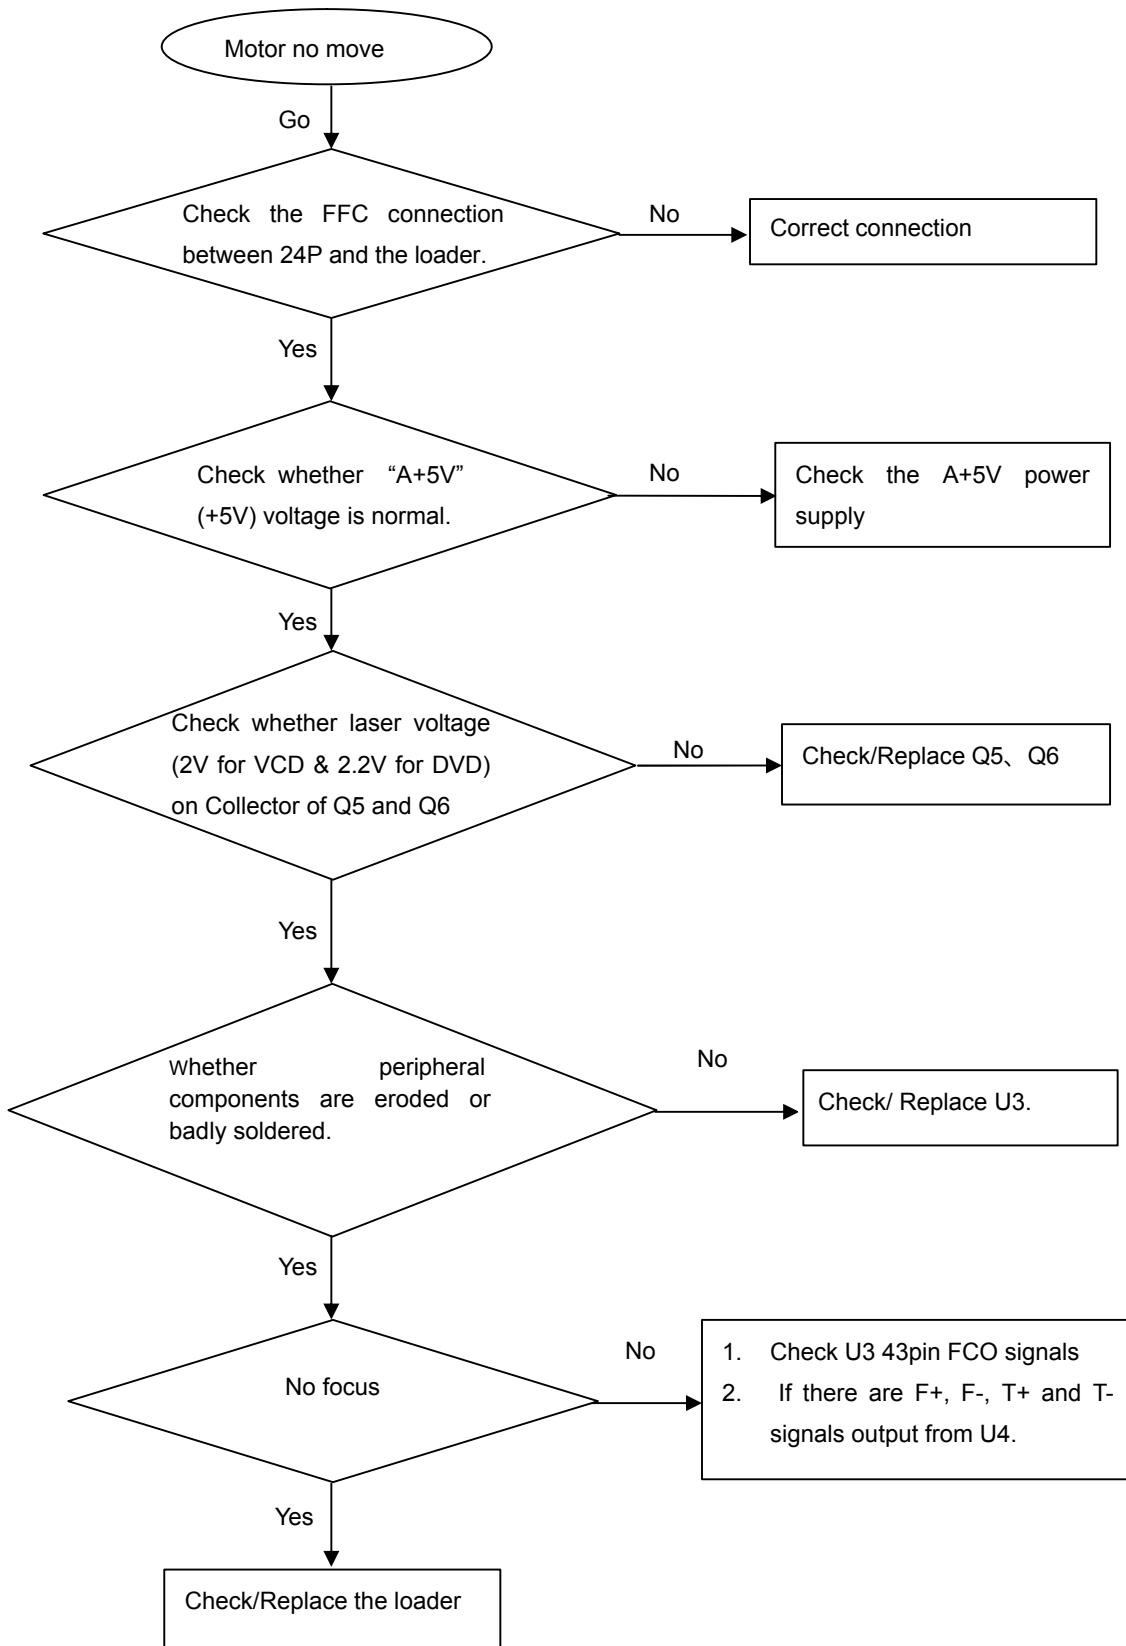 Motor no move
Go
Check the FFC connection
between 24P and the loader.
No
Correct connection
Yes
Check whether “A+5V”
(+5V) voltage is normal.
No
Check the A+5V power
supply
Yes
Check whether laser voltage
(2V for VCD & 2.2V for DVD)
on Collector of Q5 and Q6
No
Check/Replace Q5、Q6
Yes
Whether peripheral
components are eroded or
badly soldered.
No
Check/ Replace U3.
Yes
No focus
No
1. Check U3 43pin FCO signals
2. If there are F+, F-, T+ and T-
signals output from U4.
Yes
Check/Replace the loader